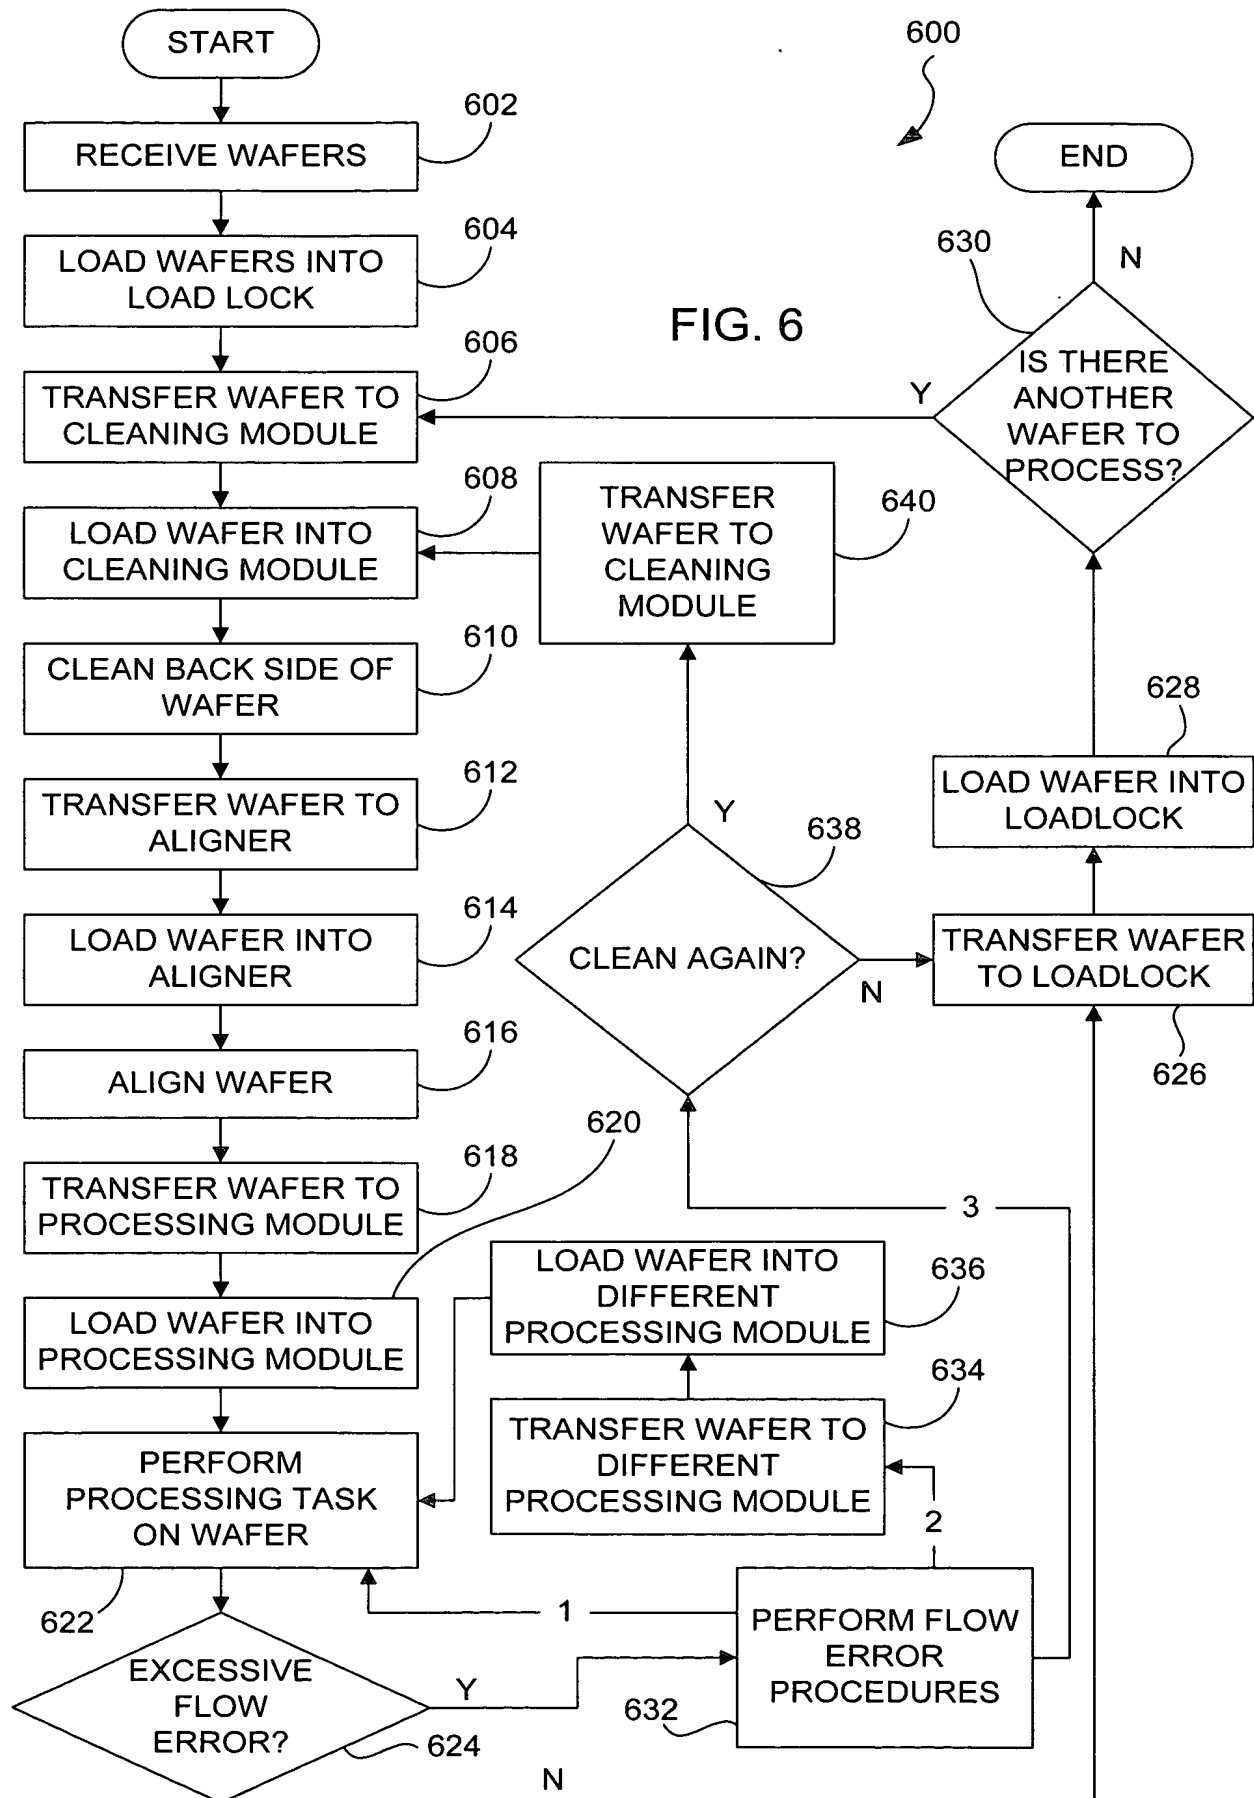 START
600
602
RECEIVE WAFERS
END
604
LOAD WAFERS INTO
LOAD LOCK
630
N
FIG. 6
606
TRANSFER WAFER TO
CLEANING MODULE
Y
IS THERE
ANOTHER
WAFER TO
PROCESS?
608
LOAD WAFER INTO
CLEANING MODULE
TRANSFER
WAFER TO
CLEANING
MODULE
640
610
CLEAN BACK SIDE OF
WAFER
628
LOAD WAFER INTO
LOADLOCK
612
TRANSFER WAFER TO
ALIGNER
Y
638
CLEAN AGAIN?
N
614
LOAD WAFER INTO
ALIGNER
TRANSFER WAFER
TO LOADLOCK
626
616
ALIGN WAFER
620
618
TRANSFER WAFER TO
PROCESSING MODULE
3
LOAD WAFER INTO
DIFFERENT
PROCESSING MODULE
636
LOAD WAFER INTO
PROCESSING MODULE
634
TRANSFER WAFER TO
DIFFERENT
PROCESSING MODULE
PERFORM
PROCESSING TASK
ON WAFER
2
622
1
PERFORM FLOW
ERROR
PROCEDURES
632
EXCESSIVE
FLOW
ERROR?
Y
624
N